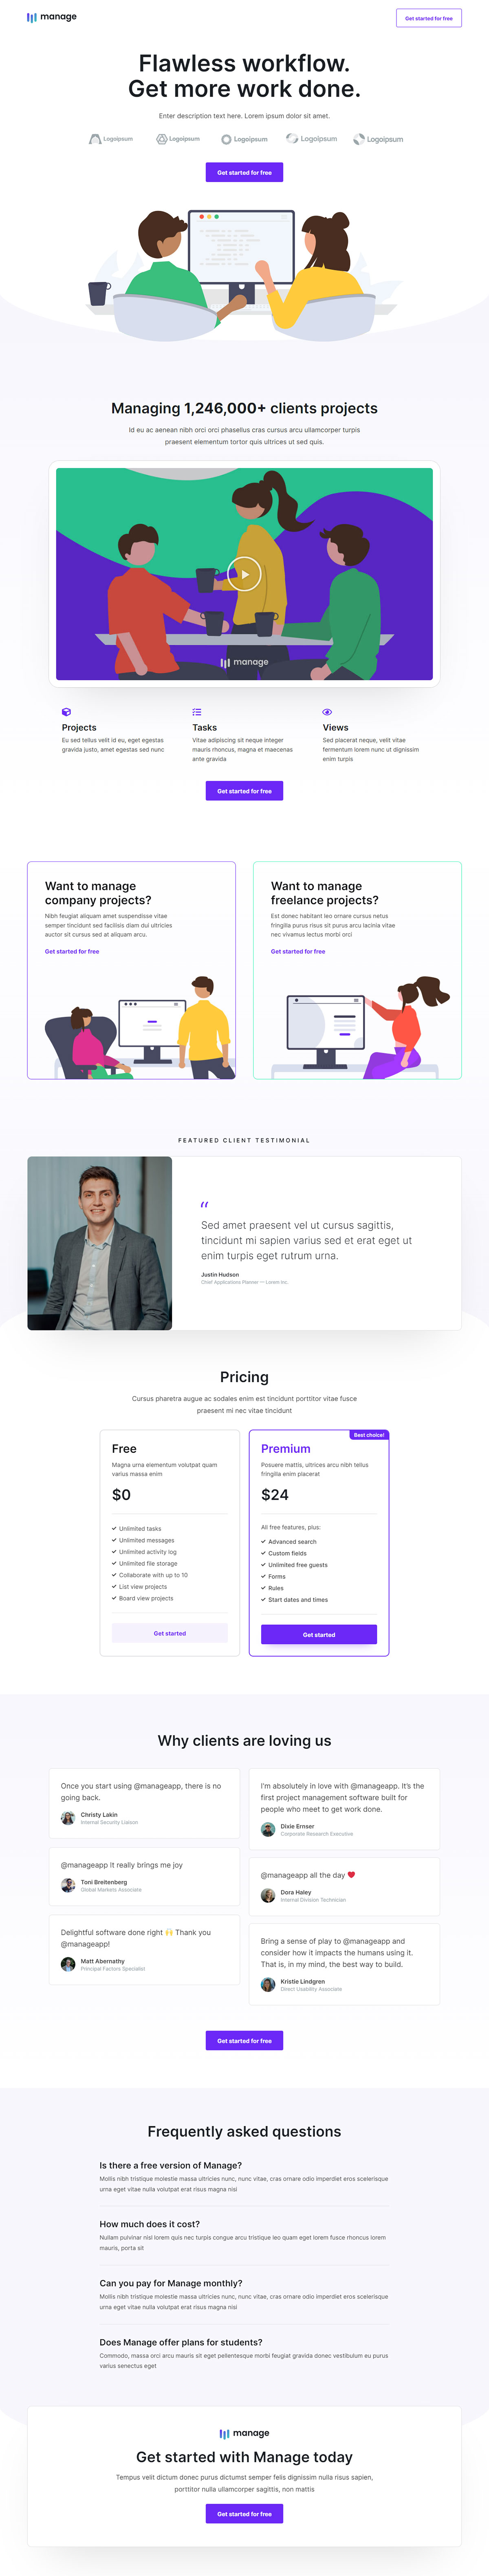 manage
Get started for free
Flawless workflow.
Get more work done.
Enter description text here. Lorem ipsum dolor sit amet.
Logoipsum
Logoipsum
Logoipsum
Logoipsum
Logoipsum
Get started for free
Managing 1,246,000+ clients projects
Id eu ac aenean nibh orci orci phasellus cras cursus arcu ullamcorper turpis
praesent elementum tortor quis ultrices ut sed quis.
manage
Projects
Eu sed tellus velit id eu, eget egestas
gravida justo, amet egestas sed nunc
Tasks
Vitae adipiscing sit neque integer
mauris rhoncus, magna et maecenas
ante gravida
Views
Sed placerat neque, velit vitae
fermentum lorem nunc ut dignissim
enim turpis
Get started for free
Want to manage
company projects?
Nibh feugiat aliquam amet suspendisse vitae
semper tincidunt sed facilisis diam dui ultricies
auctor sit cursus sed at aliquam arcu.
Get started for free
Want to manage
freelance projects?
Est donec habitant leo ornare cursus netus
fringilla purus risus sit purus arcu lacinia vitae
nec vivamus lectus morbi orci
Get started for free
FEATURED CLIENT TESTIMONIAL
“
Sed amet praesent vel ut cursus sagittis,
tincidunt mi sapien varius sed et erat eget ut
enim turpis eget rutrum urna.
Justin Hudson
Chief Applications Planner — Lorem Inc.
Pricing
Cursus pharetra augue ac sodales enim est tincidunt porttitor vitae fusce
praesent mi nec vitae tincidunt
Free
Magna urna elementum volutpat quam
varius massa enim
$0
Unlimited tasks
Unlimited messages
Unlimited activity log
Unlimited file storage
Collaborate with up to 10
List view projects
Board view projects
Get started
Best choice!
Premium
Posuere mattis, ultrices arcu nibh tellus
fringilla enim placerat
$24
All free features, plus:
Advanced search
Custom fields
Unlimited free guests
Forms
Rules
Start dates and times
Get started
Why clients are loving us
Once you start using @manageapp, there is no
going back.
Christy Lakin
Internal Security Liaison
@manageapp It really brings me joy
Toni Breitenberg
Global Markets Associate
Delightful software done right 🙌 Thank you
@manageapp!
Matt Abernathy
Principal Factors Specialist
I'm absolutely in love with @manageapp. It's the
first project management software built for
people who meet to get work done.
Dixie Ernser
Corporate Research Executive
@manageapp all the day ❤️
Dora Haley
Internal Division Technician
Bring a sense of play to @manageapp and
consider how it impacts the humans using it.
That is, in my mind, the best way to build.
Kristie Lindgren
Direct Usability Associate
Get started for free
Frequently asked questions
Is there a free version of Manage?
Mollis nibh tristique molestie massa ultricies nunc, nunc vitae, cras ornare odio imperdiet eros scelerisque
urna eget vitae nulla volutpat erat risus magna nisl
How much does it cost?
Nullam pulvinar nisl lorem quis nec turpis congue arcu tristique leo quam eget lorem fusce rhoncus lorem
mauris, porta sit
Can you pay for Manage monthly?
Mollis nibh tristique molestie massa ultricies nunc, nunc vitae, cras ornare odio imperdiet eros scelerisque
urna eget vitae nulla volutpat erat risus magna nisl
Does Manage offer plans for students?
Commodo, massa orci arcu mauris sit eget pellentesque morbi feugiat gravida donec vestibulum eu purus
varius senectus eget
manage
Get started with Manage today
Tempus velit dictum donec purus dictumst semper felis dignissim nulla risus sapien,
porttitor nulla ullamcorper sagittis, non mattis
Get started for free